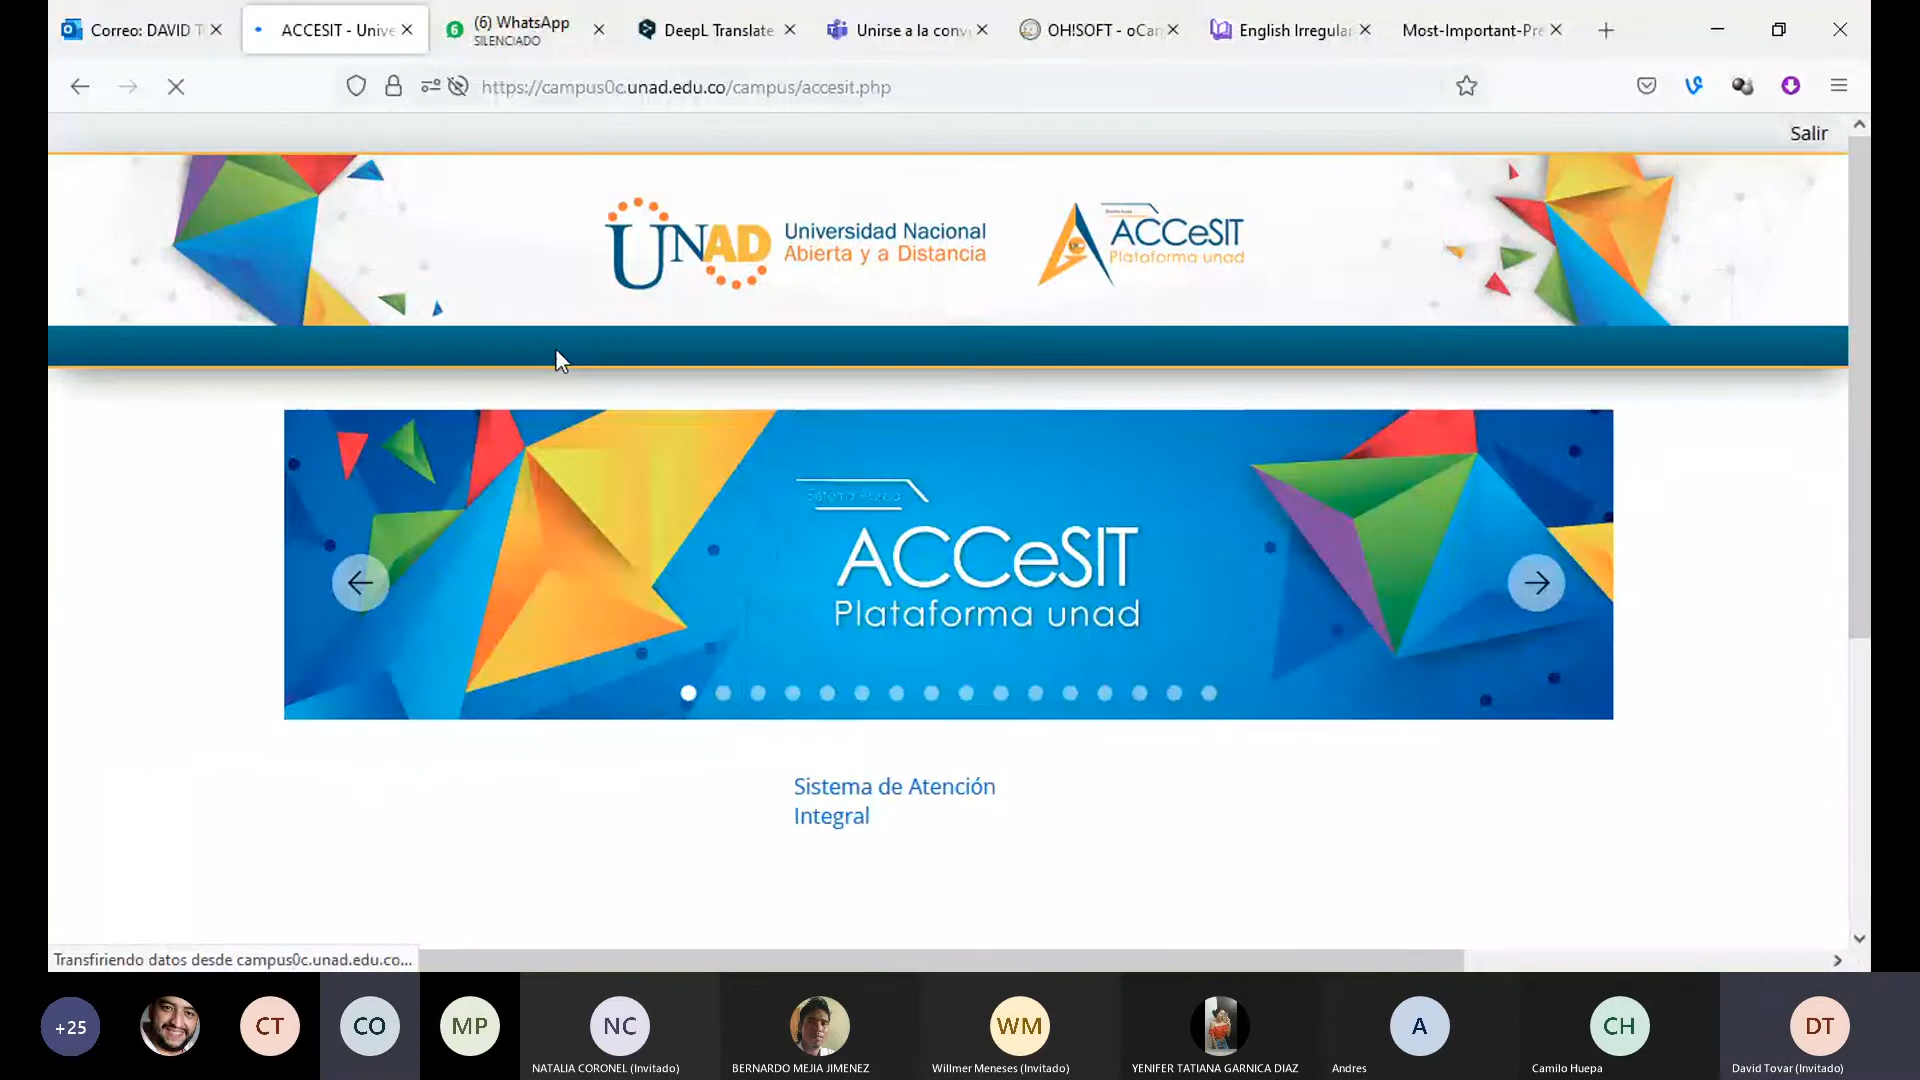 Correo: DAVID T
ACCESIT - Unive
(6) WhatsApp
SILENCIADO
DeepL Translate
Unirse a la conv
OH!SOFT - oCam
English Irregular
Most-Important-Pre
https://campus0c.unad.edu.co/campus/accesit.php
Salir
UNAD
Universidad Nacional
Abierta y a Distancia
ACCeSIT
Plataforma unad
Sistema Aurea
ACCeSIT
Plataforma unad
Sistema de Atención
Integral
Transfiriendo datos desde campus0c.unad.edu.co...
+25
CT
CO
MP
NC
WM
A
CH
DT
NATALIA CORONEL (Invitado)
BERNARDO MEJIA JIMENEZ
Willmer Meneses (Invitado)
YENIFER TATIANA GARNICA DIAZ
Andres
Camilo Huepa
David Tovar (Invitado)